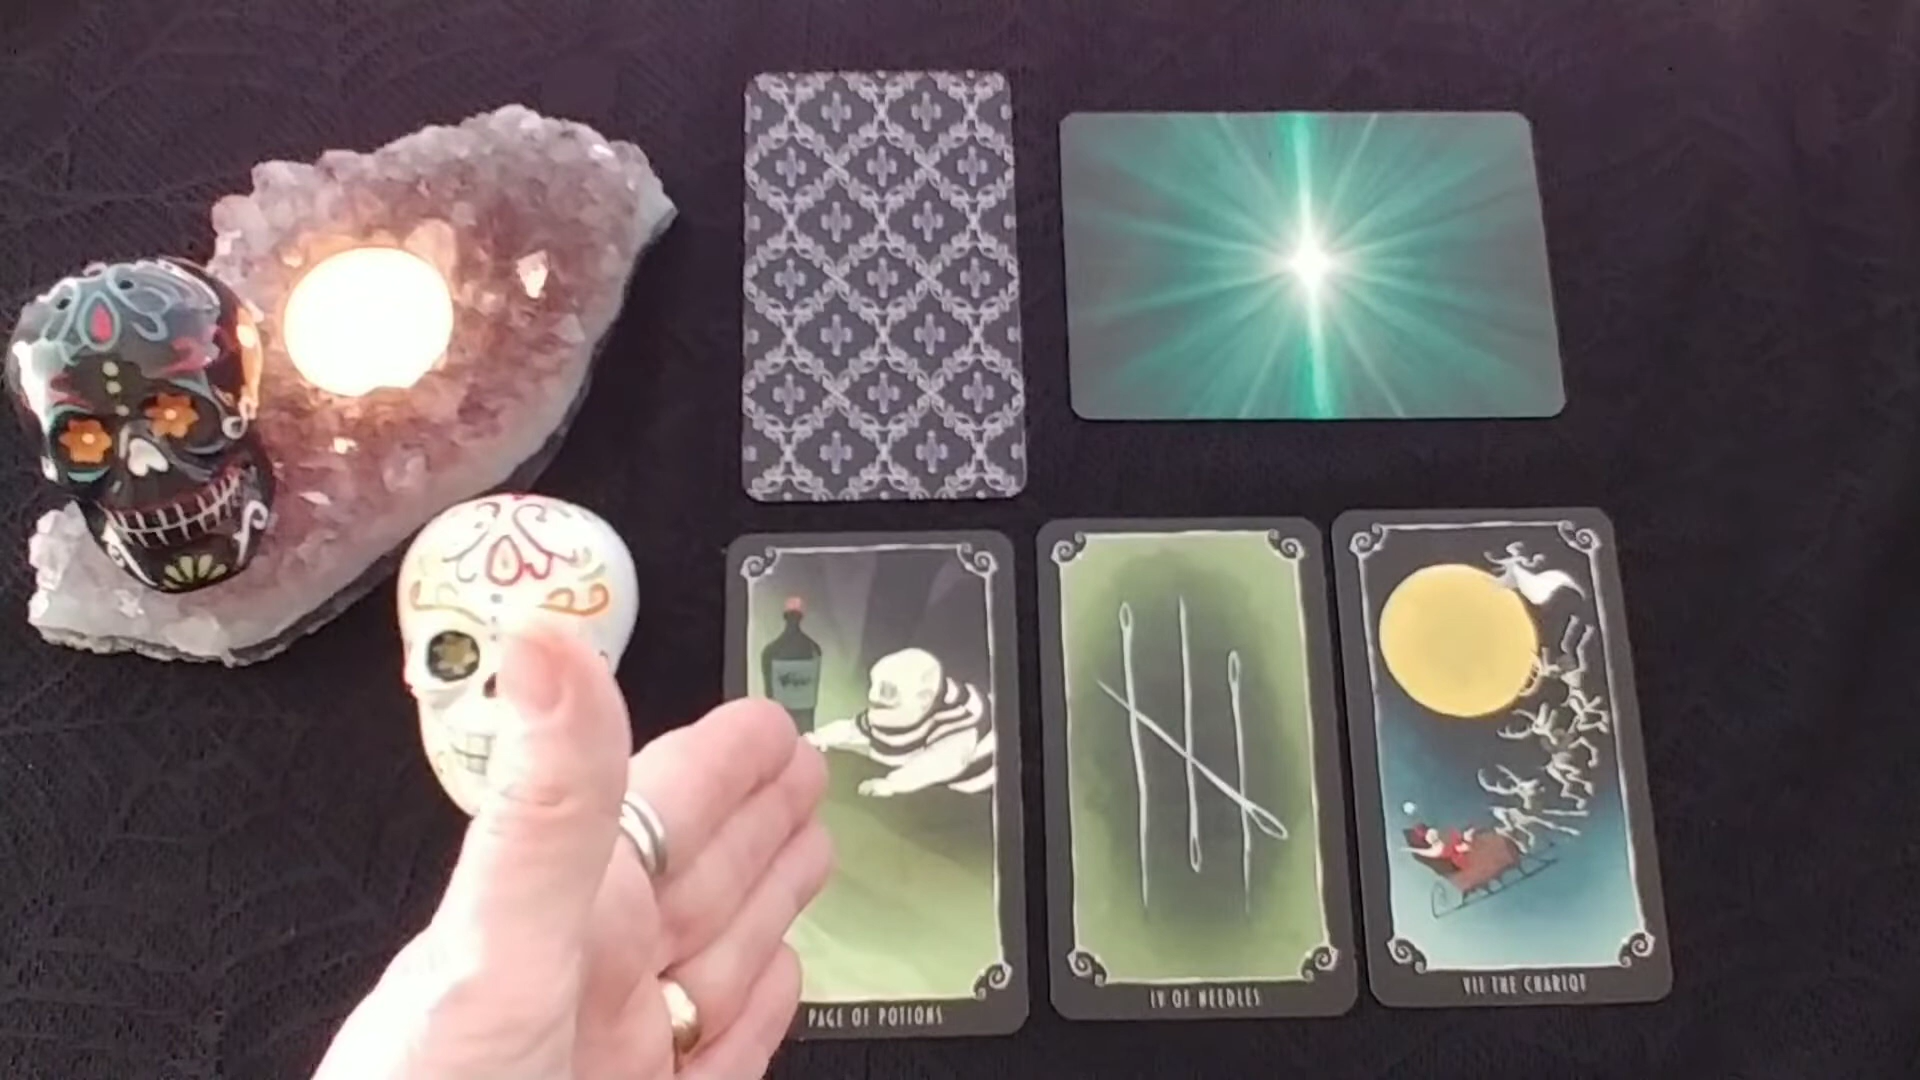 PAGE OF POTIONS
IV OF NEEDLES
VII THE CHARIOT